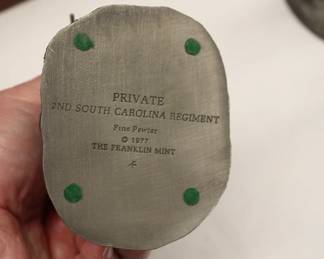 PRIVATE
2ND SOUTH CAROLINA REGIMENT
Fine Pewter
© 1977
THE FRANKLIN MINT